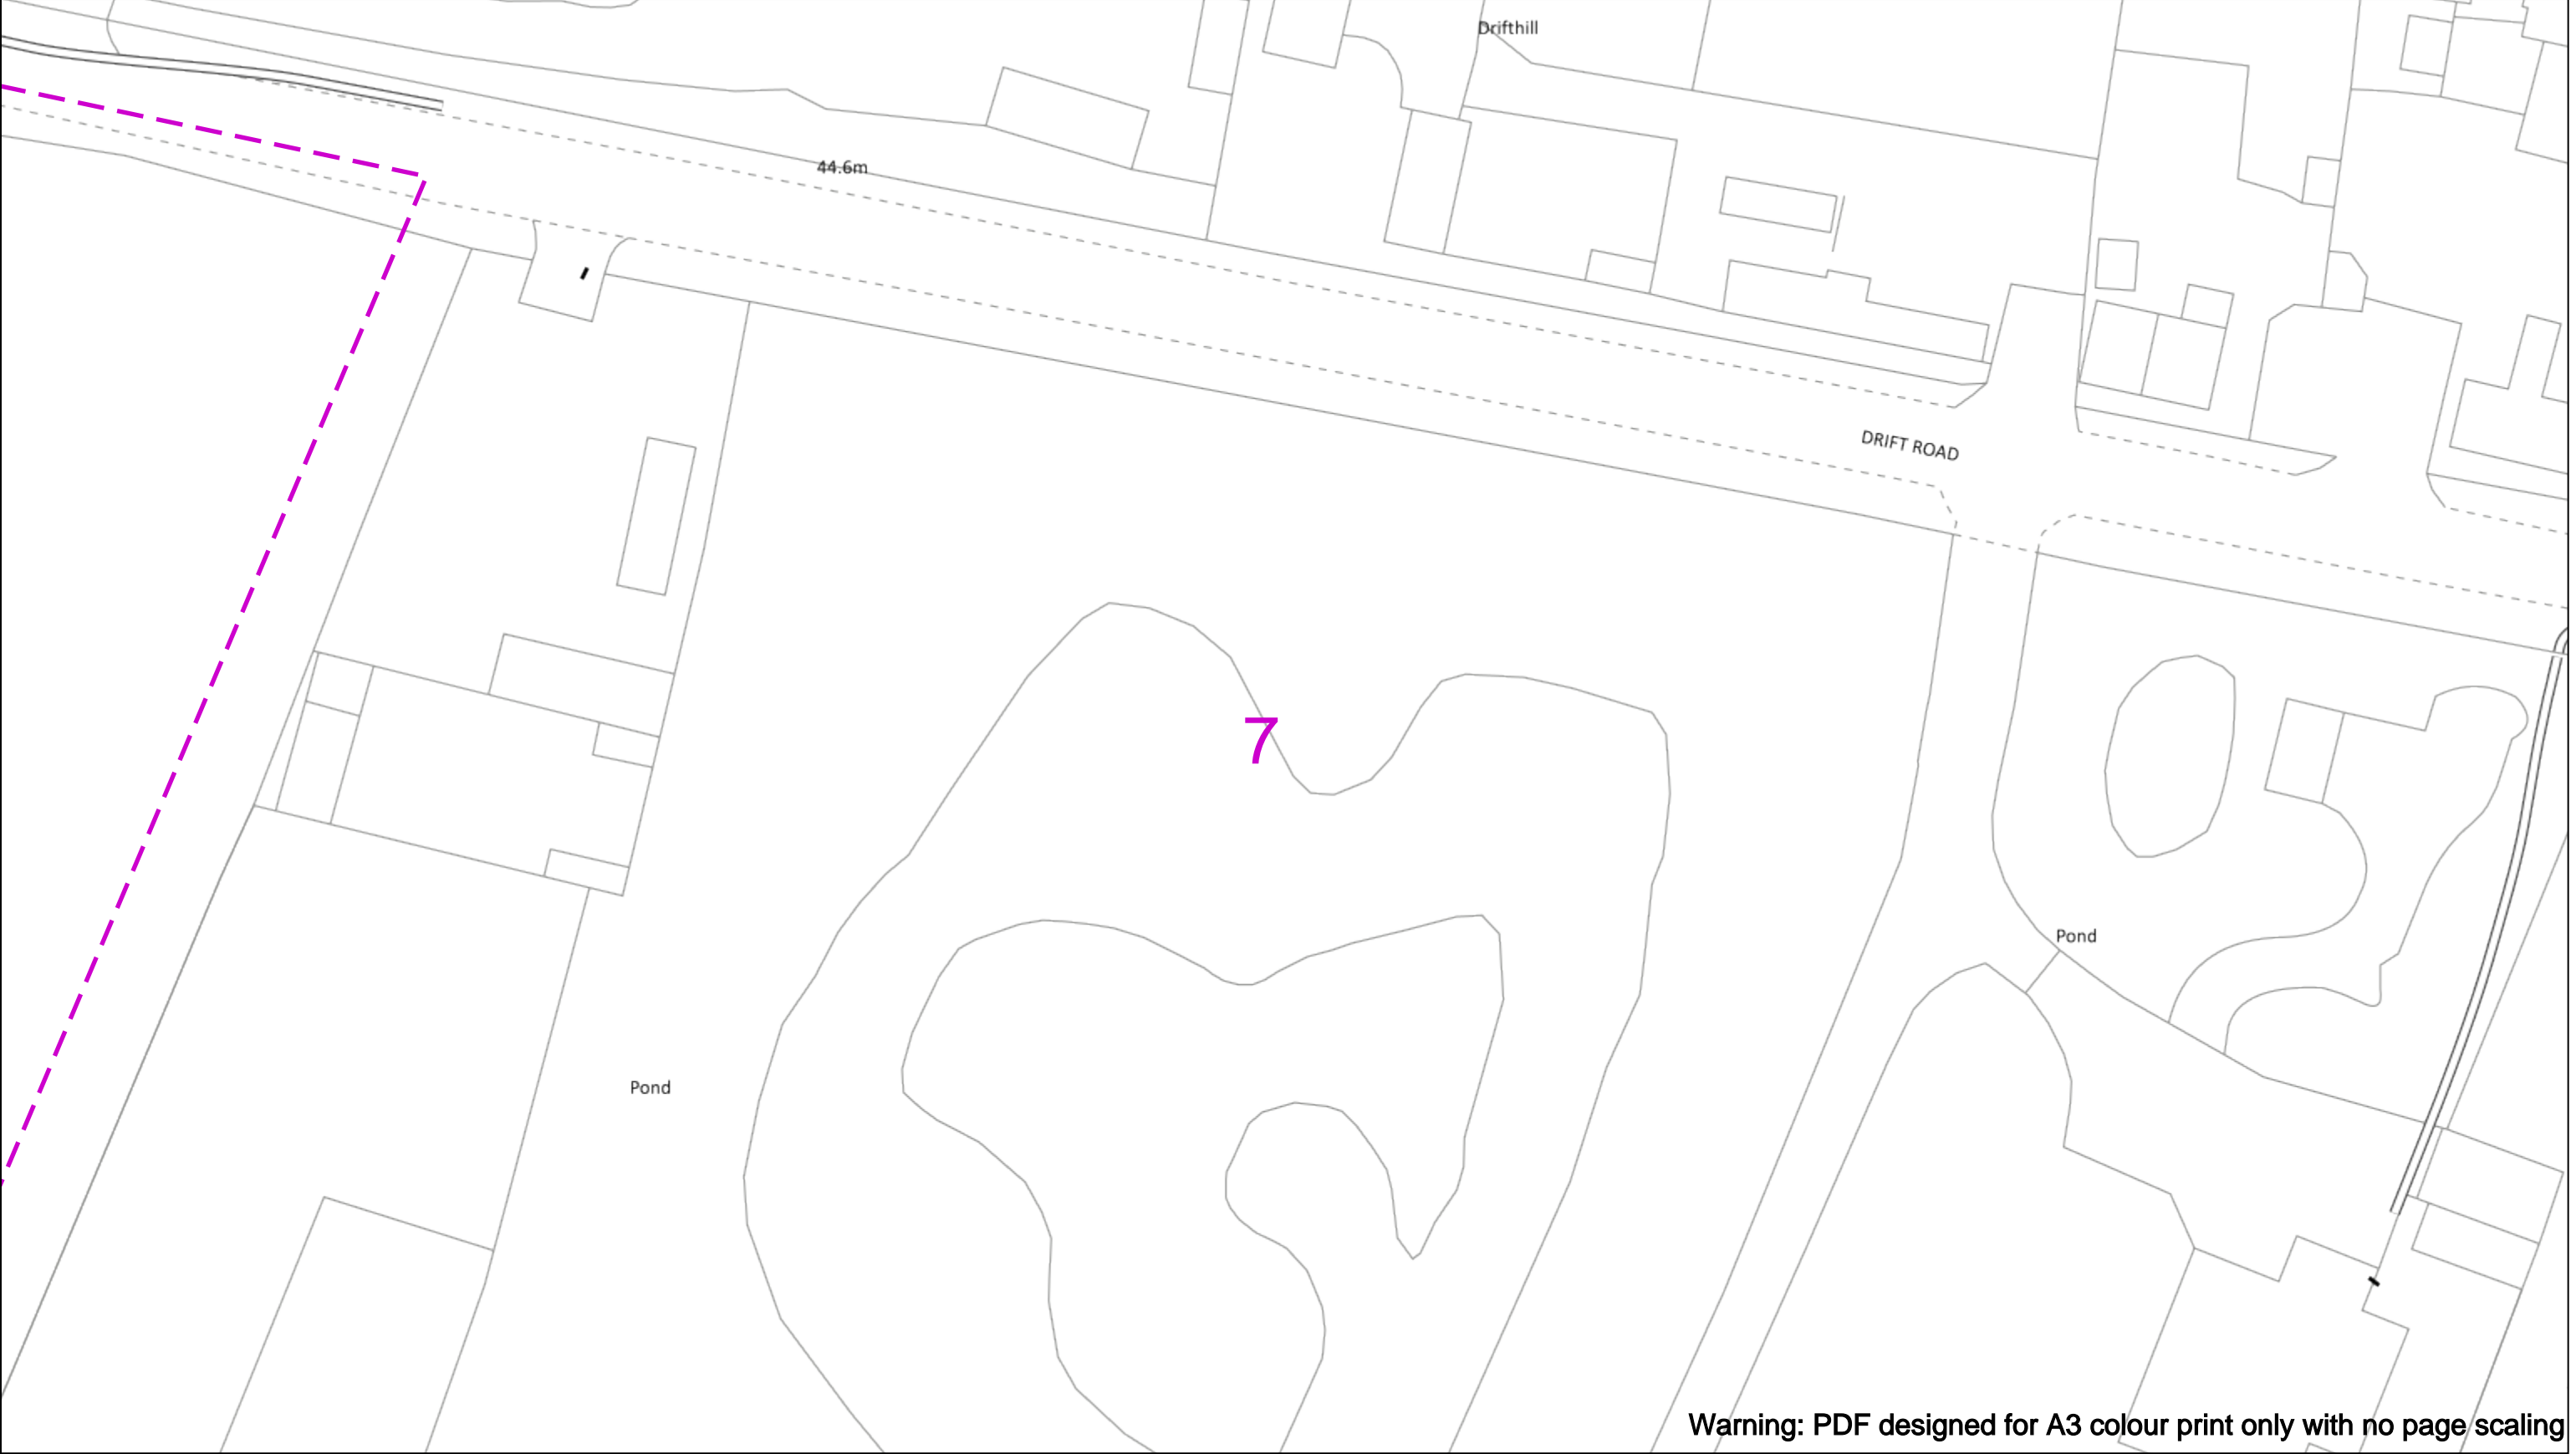 Drifthill
44.6m
DRIFT ROAD
7
Pond
Pond
Warning: PDF designed for A3 colour print only with no page scaling